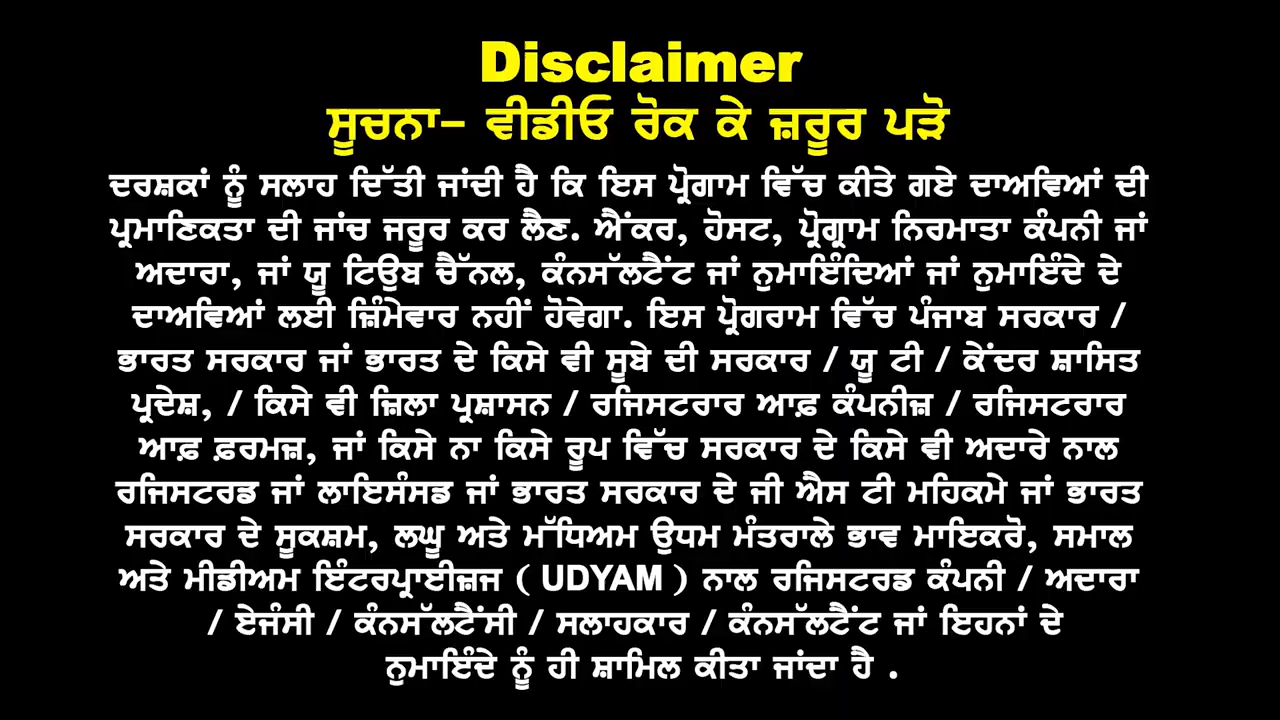 Disclaimer
ਸੂਚਨਾ- ਵੀਡੀਓ ਰੋਕ ਕੇ ਜ਼ਰੂਰ ਪੜੋ
ਦਰਸ਼ਕਾਂ ਨੂੰ ਸਲਾਹ ਦਿੱਤੀ ਜਾਂਦੀ ਹੈ ਕਿ ਇਸ ਪ੍ਰੋਗਾਮ ਵਿੱਚ ਕੀਤੇ ਗਏ ਦਾਅਵਿਆਂ ਦੀ
ਪ੍ਰਮਾਣਿਕਤਾ ਦੀ ਜਾਂਚ ਜਰੂਰ ਕਰ ਲੈਣ. ਐਂਕਰ, ਹੋਸਟ, ਪ੍ਰੋਗ੍ਰਾਮ ਨਿਰਮਾਤਾ ਕੰਪਨੀ ਜਾਂ
ਅਦਾਰਾ, ਜਾਂ ਯੂ ਟਿਊਬ ਚੈੱਨਲ, ਕੰਨਸੱਲਟੈਂਟ ਜਾਂ ਨੁਮਾਇੰਦਿਆਂ ਜਾਂ ਨੁਮਾਇੰਦੇ ਦੇ
ਦਾਅਵਿਆਂ ਲਈ ਜ਼ਿੰਮੇਵਾਰ ਨਹੀਂ ਹੋਵੇਗਾ. ਇਸ ਪ੍ਰੋਗਰਾਮ ਵਿੱਚ ਪੰਜਾਬ ਸਰਕਾਰ /
ਭਾਰਤ ਸਰਕਾਰ ਜਾਂ ਭਾਰਤ ਦੇ ਕਿਸੇ ਵੀ ਸੂਬੇ ਦੀ ਸਰਕਾਰ / ਯੂ ਟੀ / ਕੇਂਦਰ ਸ਼ਾਸਿਤ
ਪ੍ਰਦੇਸ਼, / ਕਿਸੇ ਵੀ ਜ਼ਿਲਾ ਪ੍ਰਸ਼ਾਸਨ / ਰਜਿਸਟਰਾਰ ਆਫ਼ ਕੰਪਨੀਜ਼ / ਰਜਿਸਟਰਾਰ
ਆਫ਼ ਫ਼ਰਮਜ਼, ਜਾਂ ਕਿਸੇ ਨਾ ਕਿਸੇ ਰੂਪ ਵਿੱਚ ਸਰਕਾਰ ਦੇ ਕਿਸੇ ਵੀ ਅਦਾਰੇ ਨਾਲ
ਰਜਿਸਟਰਡ ਜਾਂ ਲਾਇਸੰਸਡ ਜਾਂ ਭਾਰਤ ਸਰਕਾਰ ਦੇ ਜੀ ਐਸ ਟੀ ਮਹਿਕਮੇ ਜਾਂ ਭਾਰਤ
ਸਰਕਾਰ ਦੇ ਸੂਕਸ਼ਮ, ਲਘੂ ਅਤੇ ਮੱਧਿਅਮ ਉਧਮ ਮੰਤਰਾਲੇ ਭਾਵ ਮਾਇਕਰੋ, ਸਮਾਲ
ਅਤੇ ਮੀਡੀਅਮ ਇੰਟਰਪ੍ਰਾਈਜ਼ਜ ( UDYAM ) ਨਾਲ ਰਜਿਸਟਰਡ ਕੰਪਨੀ / ਅਦਾਰਾ
/ ਏਜੰਸੀ / ਕੰਨਸੱਲਟੈਂਸੀ / ਸਲਾਹਕਾਰ / ਕੰਨਸੱਲਟੈਂਟ ਜਾਂ ਇਹਨਾਂ ਦੇ
ਨੁਮਾਇੰਦੇ ਨੂੰ ਹੀ ਸ਼ਾਮਿਲ ਕੀਤਾ ਜਾਂਦਾ ਹੈ .